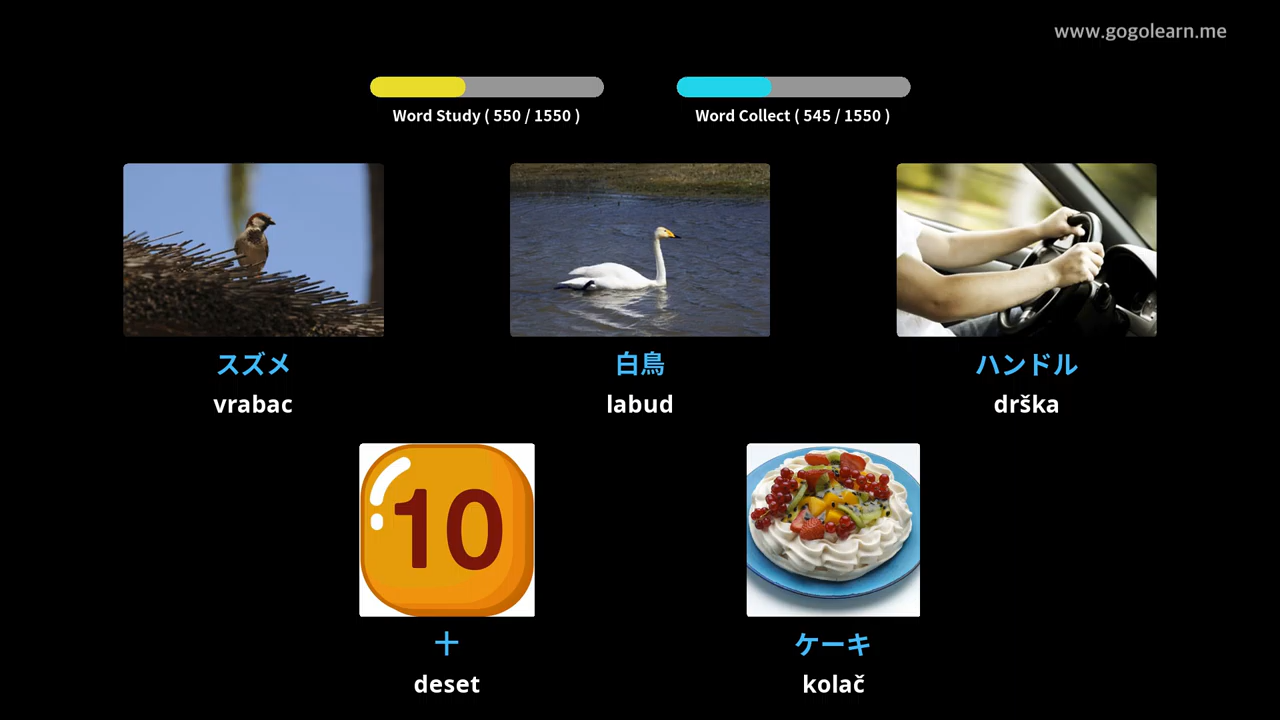 www.gogolearn.me
Word Study ( 550 / 1550 )
Word Collect ( 545 / 1550 )
スズメ
vrabac
白鳥
labud
ハンドル
drška
10
十
deset
ケーキ
kolač